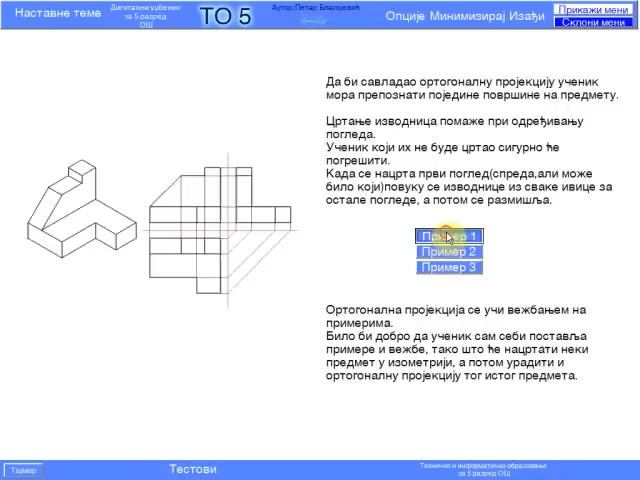 Наставне теме
Дигитални уџбеник
за 5.разред
ОШ
ТО 5
Аутор:Петар Благојевић
Опције Минимизирај Изађи
Прикажи мени
Склони мени
Да би савладао ортогоналну пројекцију ученик
мора препознати поједине површине на предмету.
Цртање изводница помаже при одређивању
погледа.
Ученик који их не буде цртао сигурно ће
погрешити.
Када се нацрта први поглед(спреда,али може
било који)повуку се изводнице из сваке ивице за
остале погледе, а потом се размишља.
Пример 1
Пример 2
Пример 3
Ортогонална пројекција се учи вежбањем на
примерима.
Било би добро да ученик сам себи поставља
примере и вежбе, тако што ће нацртати неки
предмет у изометрији, а потом урадити и
ортогоналну пројекцију тог истог предмета.
Тајмер
Тестови
Техничко и информатичко образовање
за 5 разред ОШ